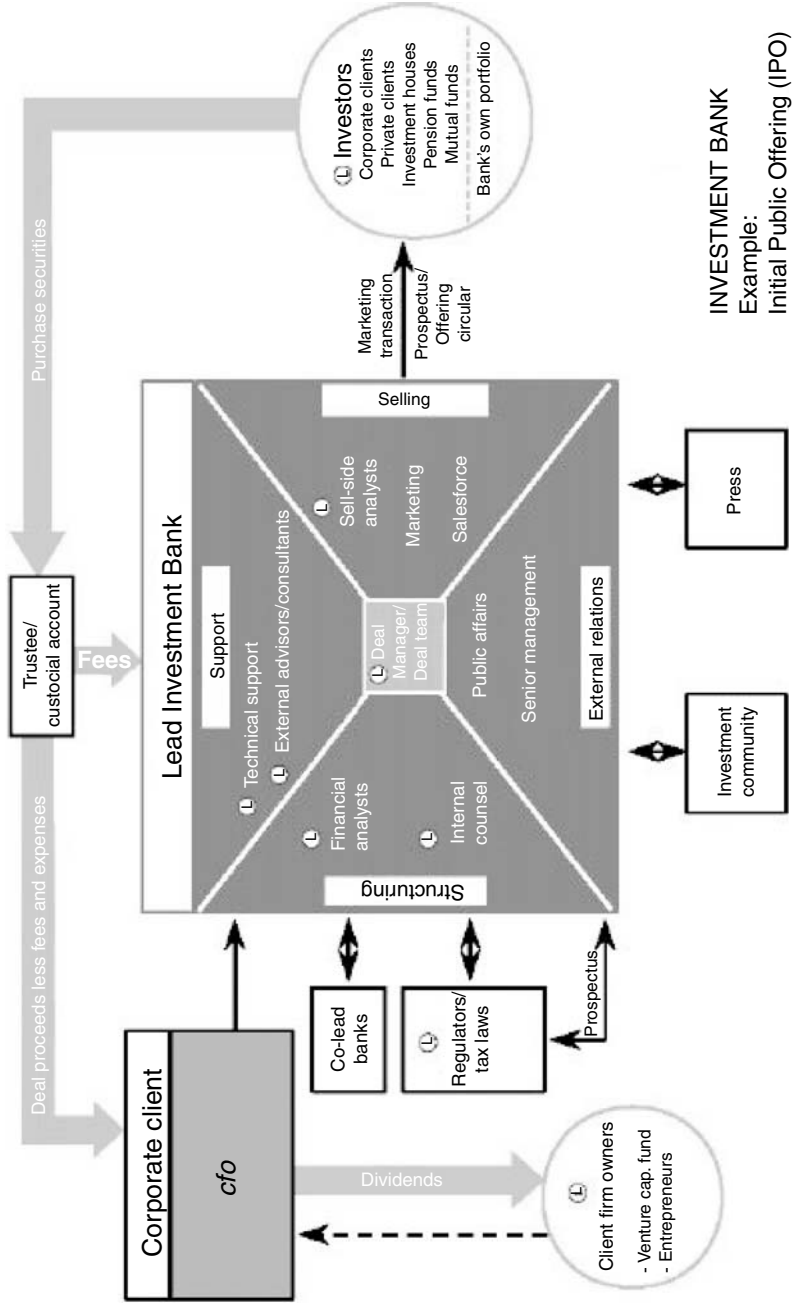 Trustee/
custocial account
Deal proceeds less fees and expenses
Purchase securities
Fees
Corporate client
cfo
Dividends
L
Client firm owners
- Venture cap. fund
- Entrepreneurs
Co-lead
banks
L
Regulators/
tax laws
Prospectus
Lead Investment Bank
Support
L Technical support
L External advisors/consultants
Structuring
L
Financial
analysts
L
Internal
counsel
L Deal
Manager/
Deal team
L
Sell-side
analysts
Marketing
Salesforce
Selling
Public affairs
Senior management
External relations
Investment
community
Press
Marketing
transaction
Prospectus/
Offering
circular
L Investors
Corporate clients
Private clients
Investment houses
Pension funds
Mutual funds
Bank's own portfolio
INVESTMENT BANK
Example:
Initial Public Offering (IPO)